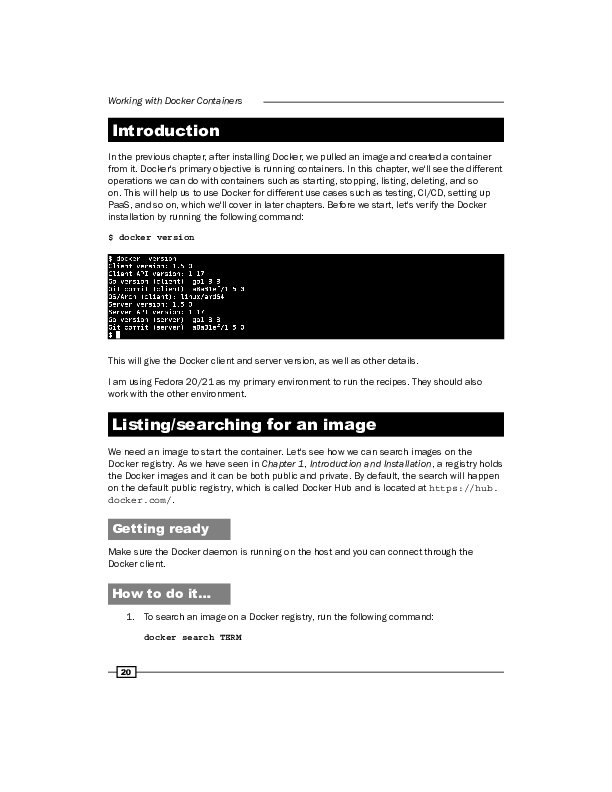 Working with Docker Containers
Introduction
In the previous chapter, after installing Docker, we pulled an image and created a container
from it. Docker's primary objective is running containers. In this chapter, we'll see the different
operations we can do with containers such as starting, stopping, listing, deleting, and so
on. This will help us to use Docker for different use cases such as testing, CI/CD, setting up
PaaS, and so on, which we'll cover in later chapters. Before we start, let's verify the Docker
installation by running the following command:
$ docker version
$ docker version
Client version: 1.5.0
Client API version: 1.17
Go version (client): go1.3.3
Git commit (client): a8a31ef/1.5.0
OS/Arch (client): linux/amd64
Server version: 1.5.0
Server API version: 1.17
Go version (server): go1.3.3
Git commit (server): a8a31ef/1.5.0
$
This will give the Docker client and server version, as well as other details.
I am using Fedora 20/21 as my primary environment to run the recipes. They should also
work with the other environment.
Listing/searching for an image
We need an image to start the container. Let's see how we can search images on the
Docker registry. As we have seen in Chapter 1, Introduction and Installation, a registry holds
the Docker images and it can be both public and private. By default, the search will happen
on the default public registry, which is called Docker Hub and is located at https://hub.
docker.com/.
Getting ready
Make sure the Docker daemon is running on the host and you can connect through the
Docker client.
How to do it…
1. To search an image on a Docker registry, run the following command:
docker search TERM
20